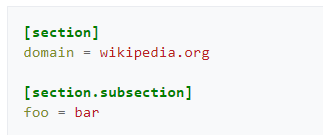 [section]
domain = wikipedia.org
[section.subsection]
foo = bar